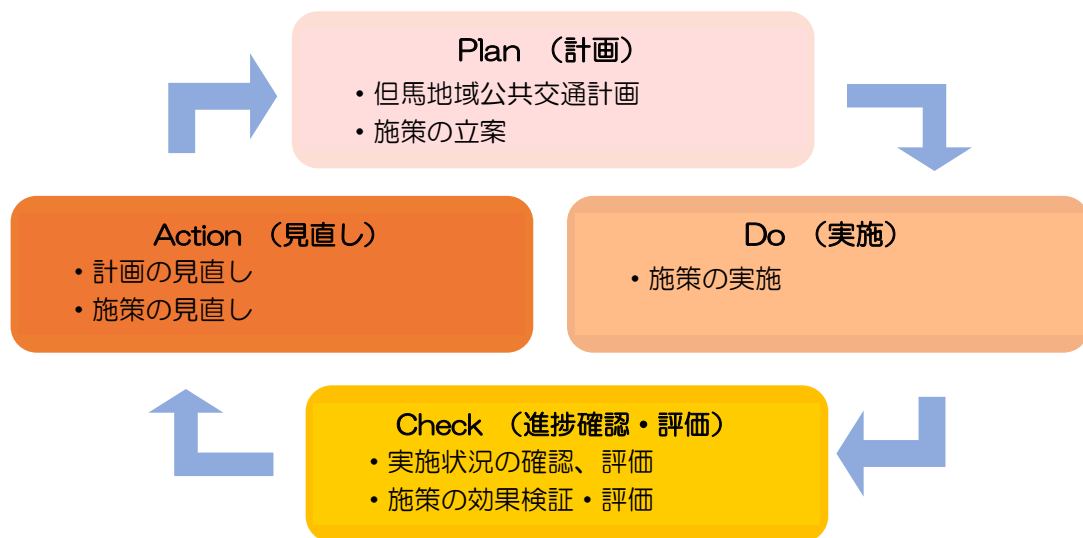 Plan （計画）
・但馬地域公共交通計画
・施策の立案
Action （見直し）
・計画の見直し
・施策の見直し
Do （実施）
・施策の実施
Check （進捗確認・評価）
・実施状況の確認、評価
・施策の効果検証・評価